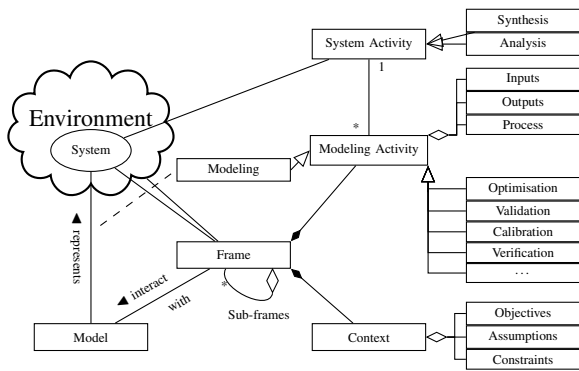 System Activity
Synthesis
Analysis
1
Inputs
Outputs
Process
*
Environment
System
Modeling
Modeling Activity
Optimisation
Validation
Calibration
Verification
...
▲ represents
Frame
▲ interact
with
*
Sub-frames
Model
Context
Objectives
Assumptions
Constraints